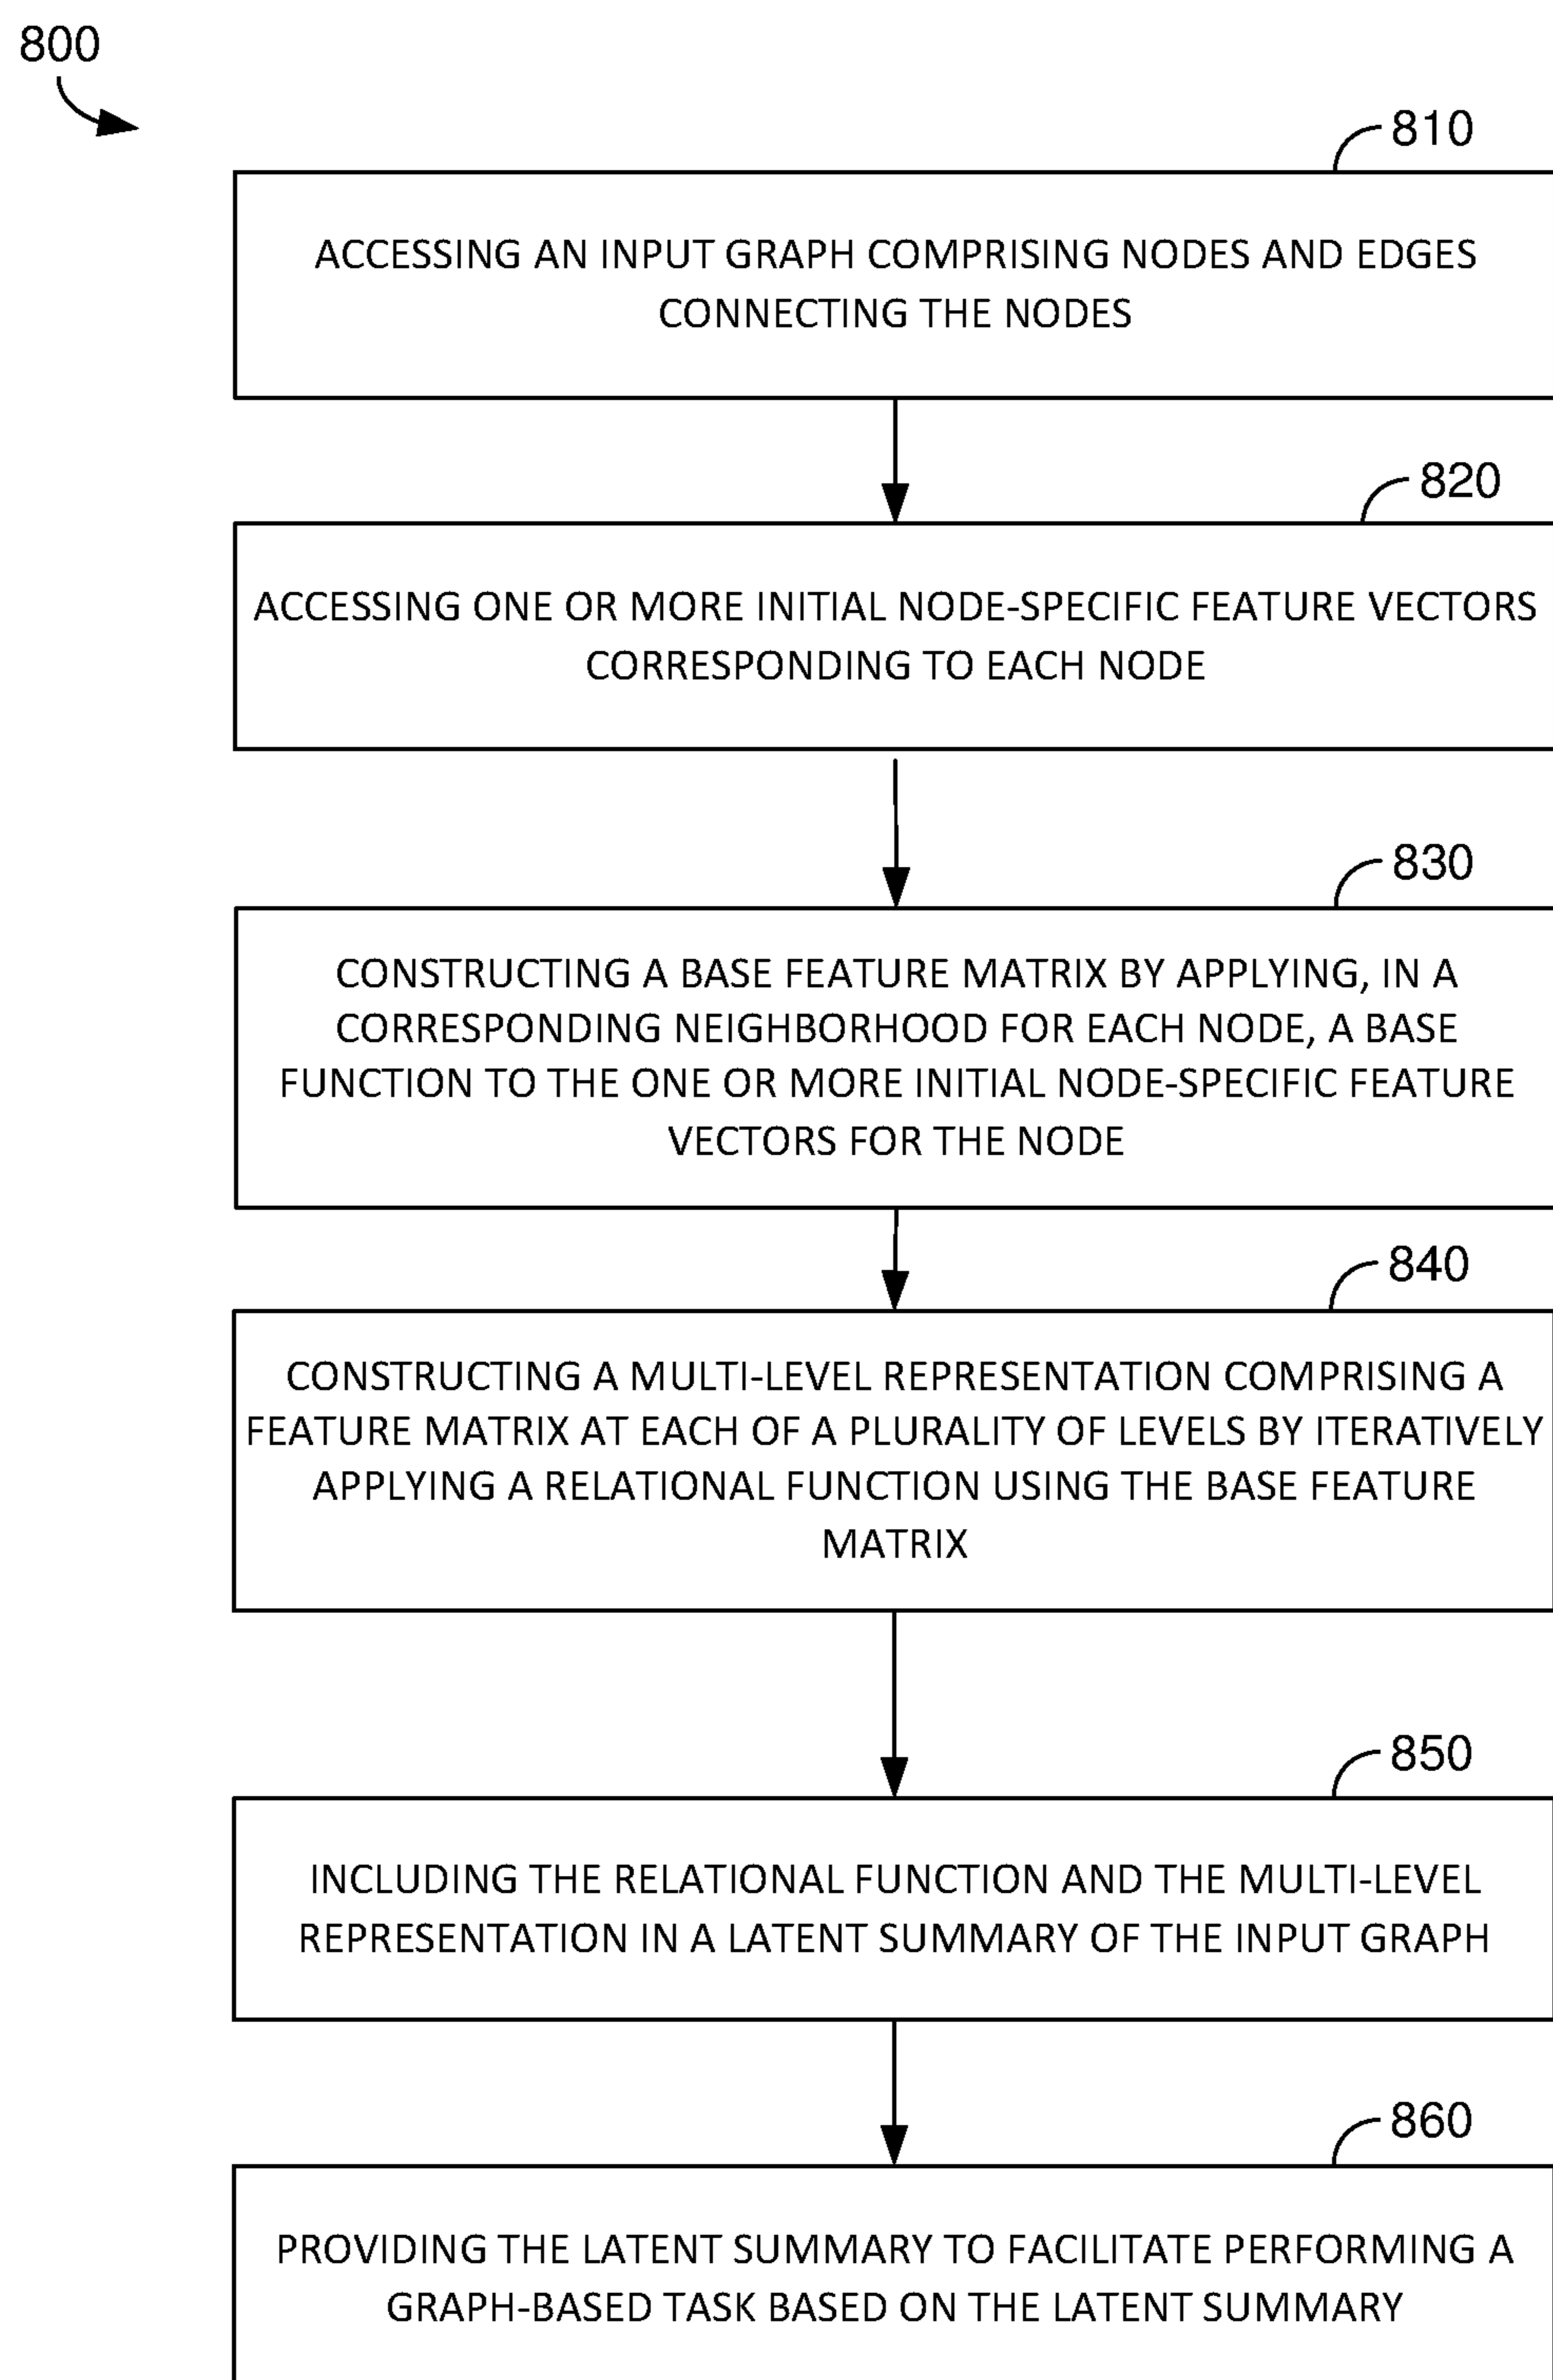 800
810
ACCESSING AN INPUT GRAPH COMPRISING NODES AND EDGES
CONNECTING THE NODES
820
ACCESSING ONE OR MORE INITIAL NODE-SPECIFIC FEATURE VECTORS
CORRESPONDING TO EACH NODE
830
CONSTRUCTING A BASE FEATURE MATRIX BY APPLYING, IN A
CORRESPONDING NEIGHBORHOOD FOR EACH NODE, A BASE
FUNCTION TO THE ONE OR MORE INITIAL NODE-SPECIFIC FEATURE
VECTORS FOR THE NODE
840
CONSTRUCTING A MULTI-LEVEL REPRESENTATION COMPRISING A
FEATURE MATRIX AT EACH OF A PLURALITY OF LEVELS BY ITERATIVELY
APPLYING A RELATIONAL FUNCTION USING THE BASE FEATURE
MATRIX
850
INCLUDING THE RELATIONAL FUNCTION AND THE MULTI-LEVEL
REPRESENTATION IN A LATENT SUMMARY OF THE INPUT GRAPH
860
PROVIDING THE LATENT SUMMARY TO FACILITATE PERFORMING A
GRAPH-BASED TASK BASED ON THE LATENT SUMMARY